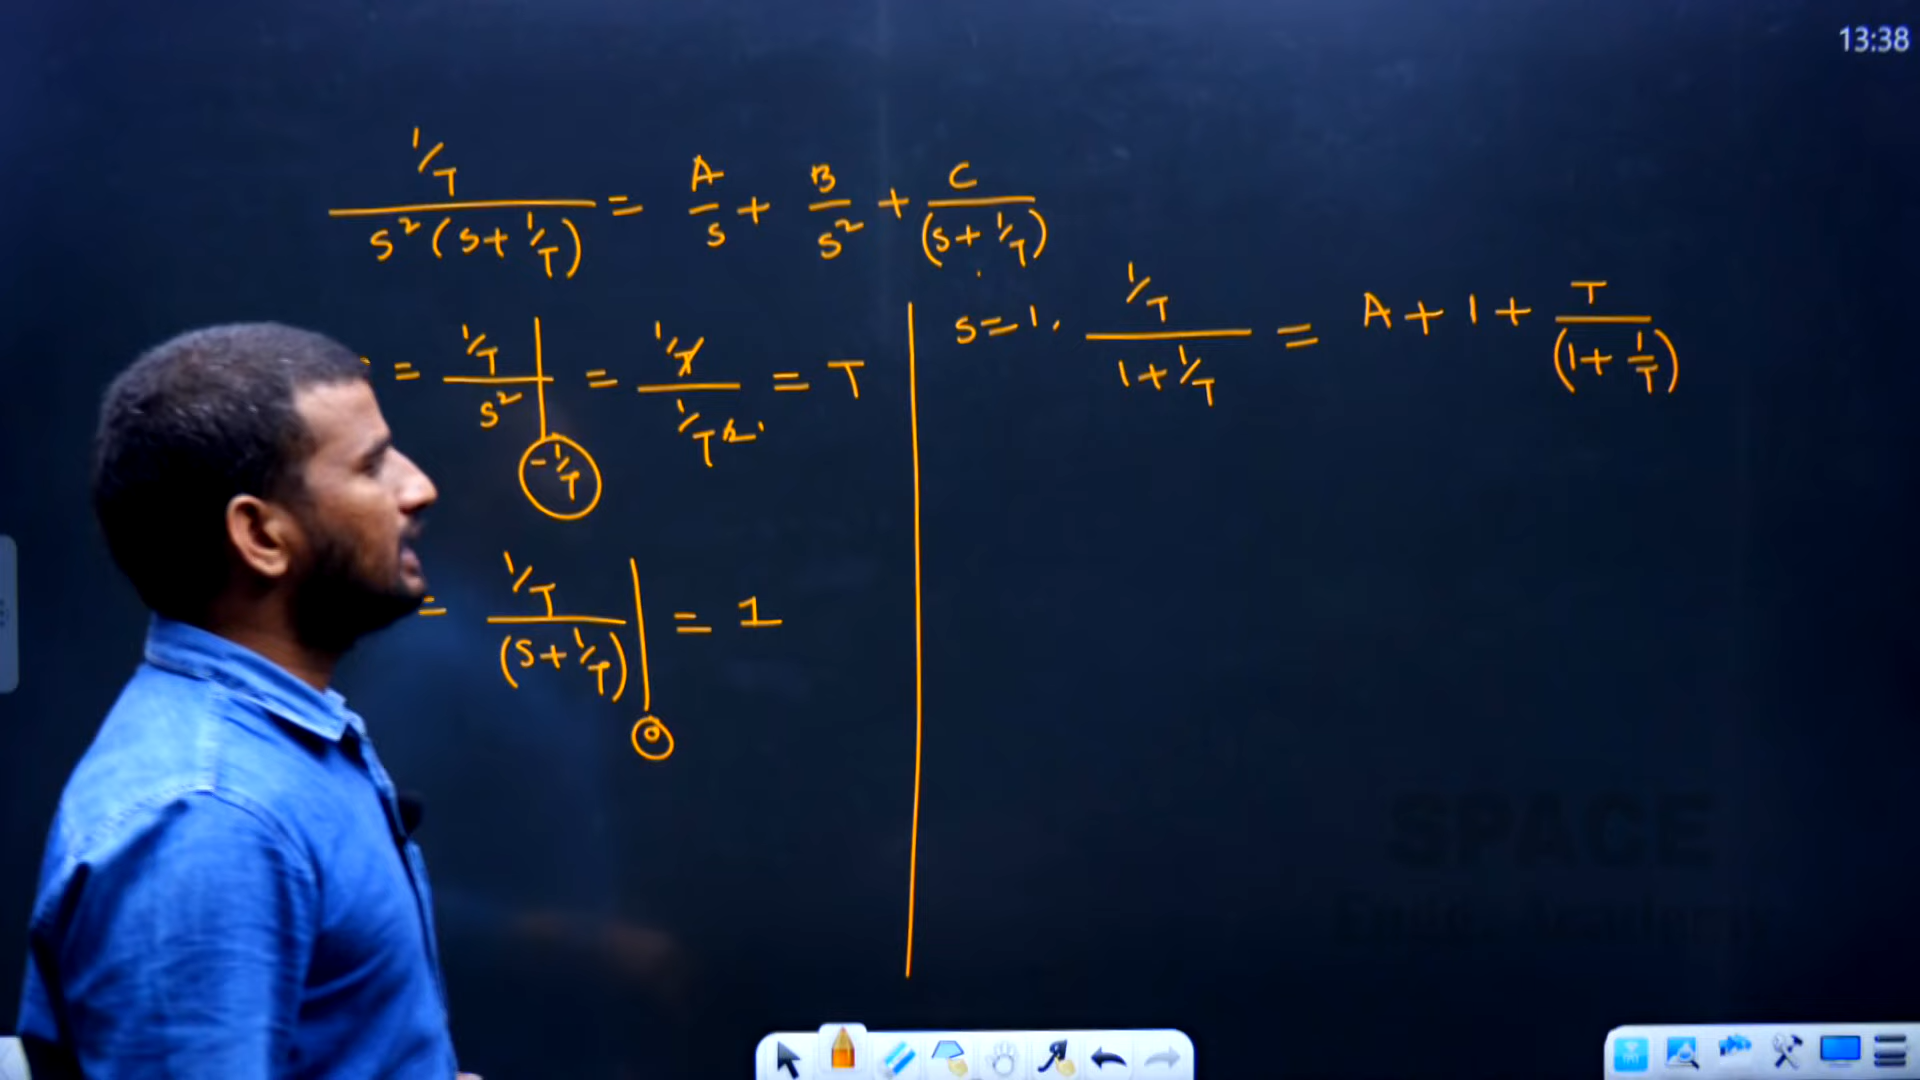 13:38
1/T / s²(s+1/T) = A/s + B/s² + C/(s+1/T)
= 1/T / s² | -1/T = 1/T / 1/T² = T
= 1/T / (s+1/T) | 0 = 1
s=1. 1/T / 1+1/T = A+1+ T/(1+1/T)
SPACE